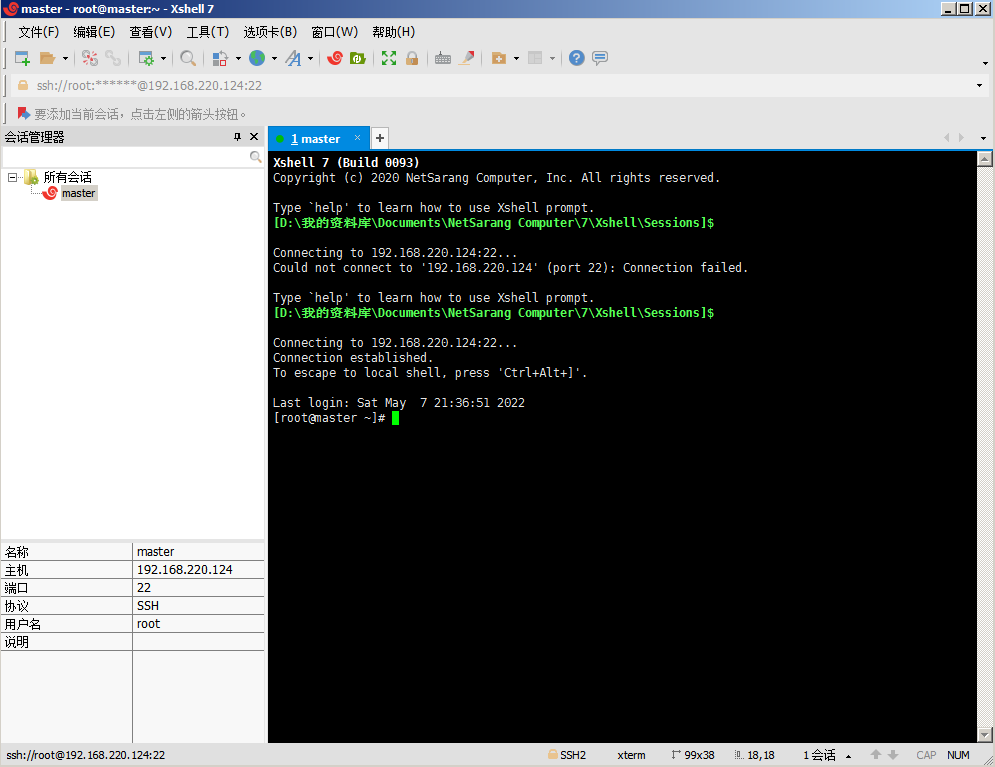 master - root@master:~ - Xshell 7
文件(F) 编辑(E) 查看(V) 工具(T) 选项卡(B) 窗口(W) 帮助(H)
ssh://root:******@192.168.220.124:22
要添加当前会话，点击左侧的箭头按钮。
会话管理器
所有会话
master
名称 master
主机 192.168.220.124
端口 22
协议 SSH
用户名 root
说明
1 master × +
Xshell 7 (Build 0093)
Copyright (c) 2020 NetSarang Computer, Inc. All rights reserved.
Type `help' to learn how to use Xshell prompt.
[D:\我的资料库\Documents\NetSarang Computer\7\Xshell\Sessions]$
Connecting to 192.168.220.124:22...
Could not connect to '192.168.220.124' (port 22): Connection failed.
Type `help' to learn how to use Xshell prompt.
[D:\我的资料库\Documents\NetSarang Computer\7\Xshell\Sessions]$
Connecting to 192.168.220.124:22...
Connection established.
To escape to local shell, press 'Ctrl+Alt+]'.
Last login: Sat May  7 21:36:51 2022
[root@master ~]#
ssh://root@192.168.220.124:22 SSH2 xterm 99x38 18,18 1 会话 CAP NUM